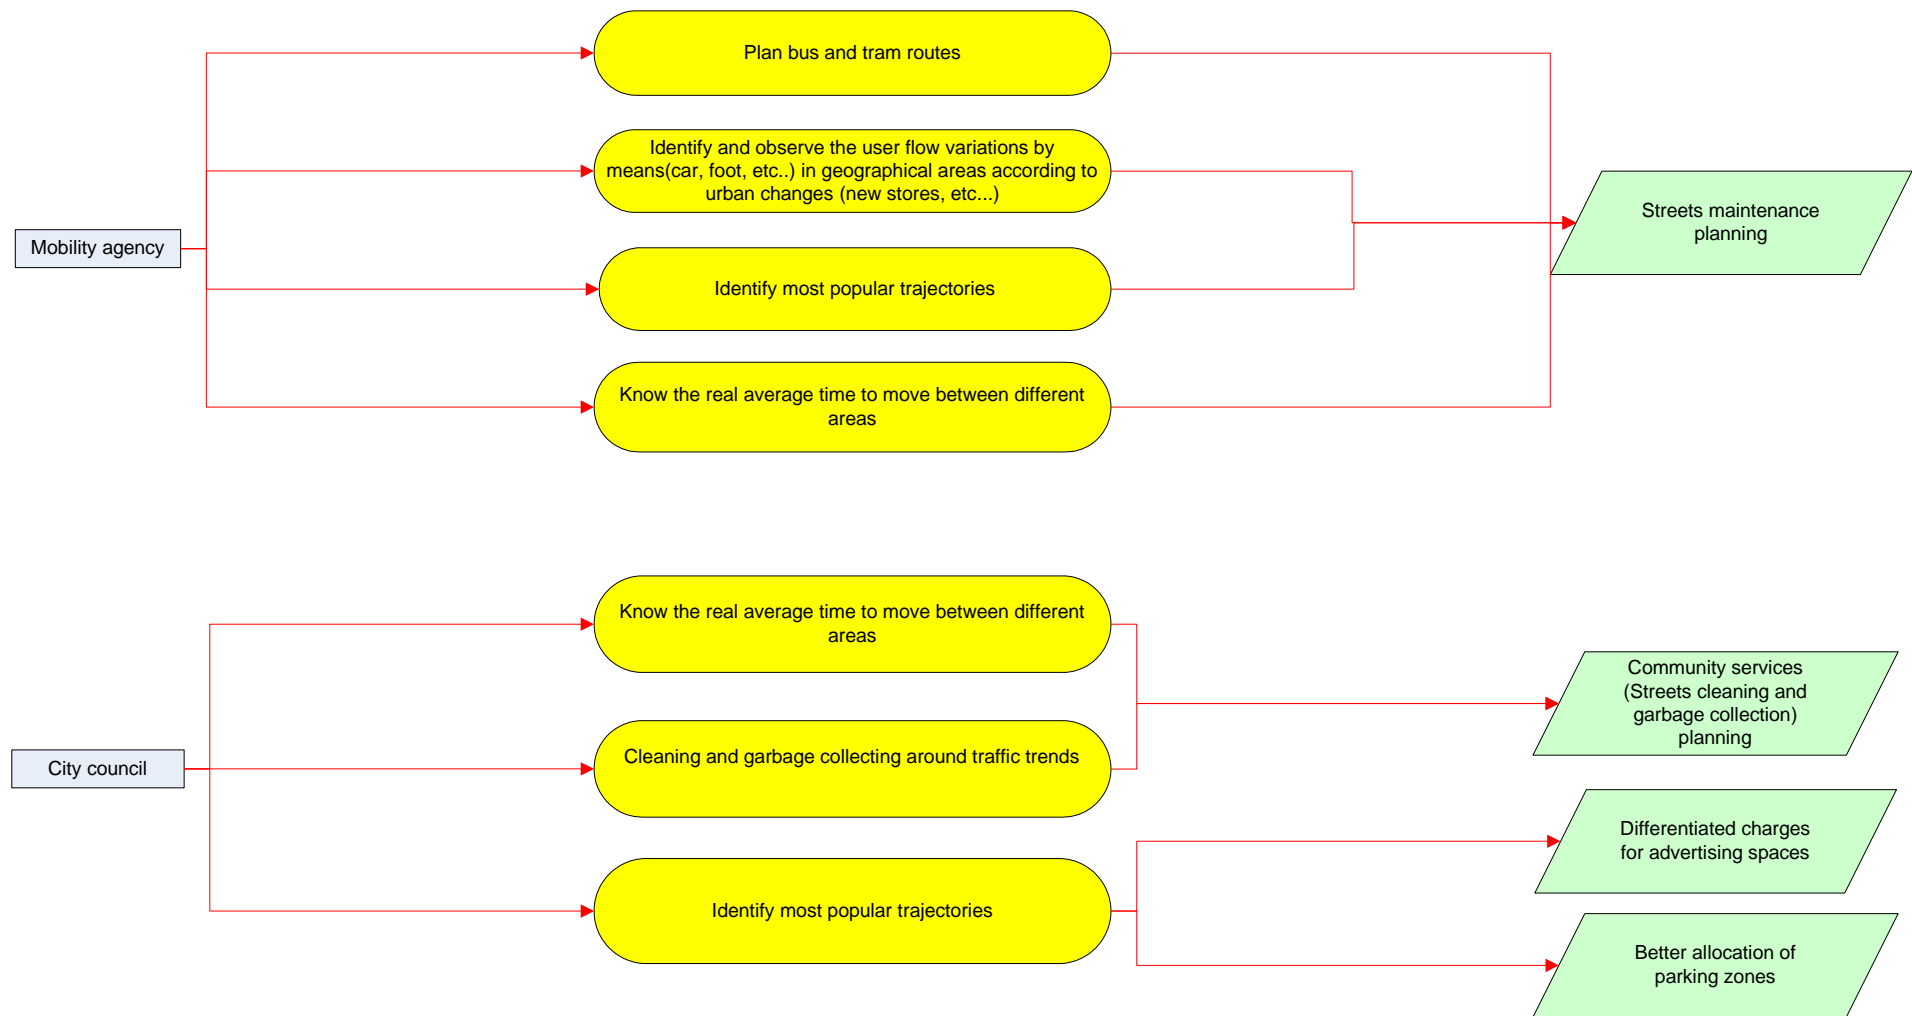 Plan bus and tram routes
Identify and observe the user flow variations by
means(car, foot, etc..) in geographical areas according to
urban changes (new stores, etc...)
Streets maintenance
planning
Mobility agency
Identify most popular trajectories
Know the real average time to move between different
areas
Know the real average time to move between different
areas
Community services
(Streets cleaning and
garbage collection)
planning
City council
Cleaning and garbage collecting around traffic trends
Differentiated charges
for advertising spaces
Identify most popular trajectories
Better allocation of
parking zones